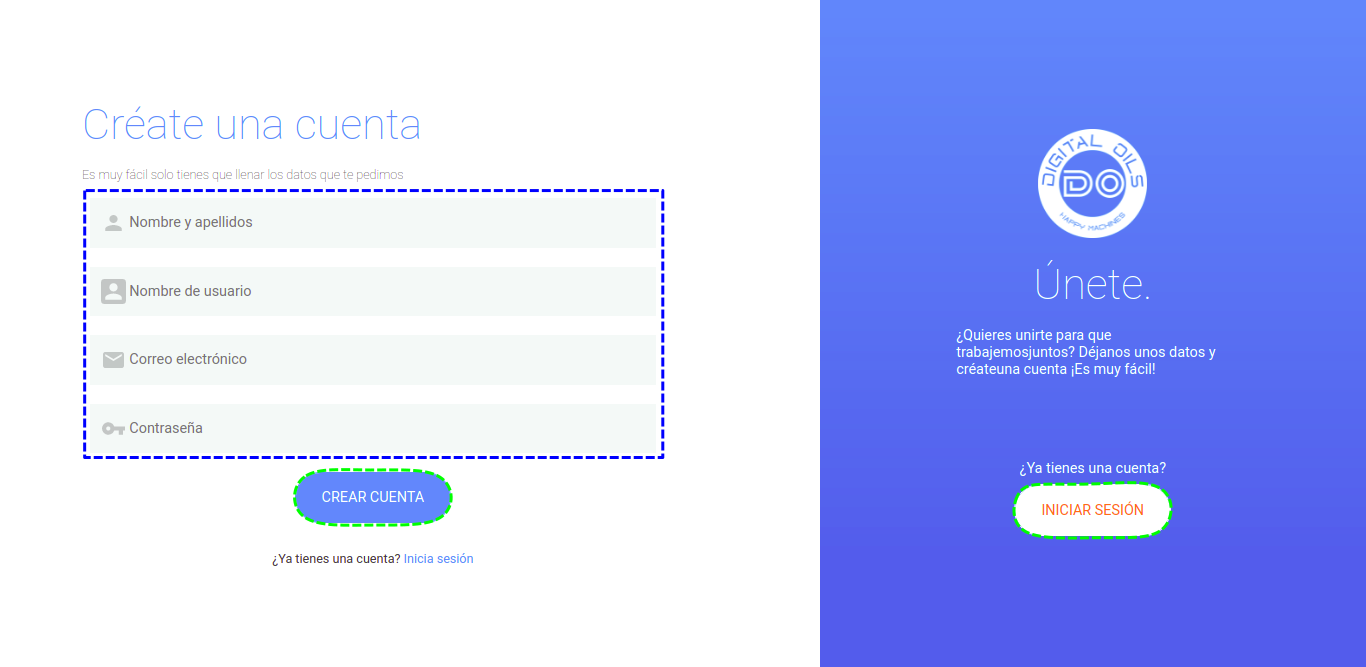 Créate una cuenta
Es muy fácil solo tienes que llenar los datos que te pedimos
Nombre y apellidos
Nombre de usuario
Correo electrónico
Contraseña
CREAR CUENTA
¿Ya tienes una cuenta? Inicia sesión
DIGITAL OILS
DO
HAPPY MACHINES
Únete.
¿Quieres unirte para que
trabajemosjuntos? Déjanos unos datos y
créateuna cuenta ¡Es muy fácil!
¿Ya tienes una cuenta?
INICIAR SESIÓN